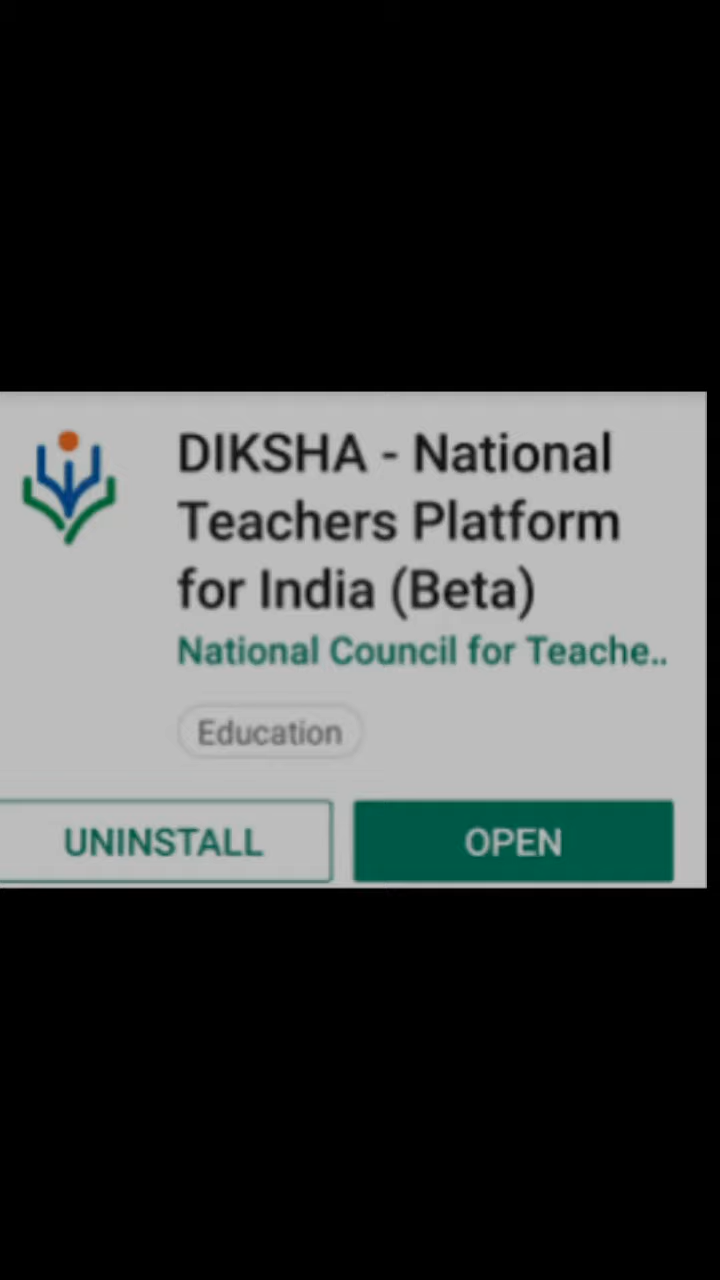 DIKSHA - National
Teachers Platform
for India (Beta)
National Council for Teache..
Education
UNINSTALL
OPEN